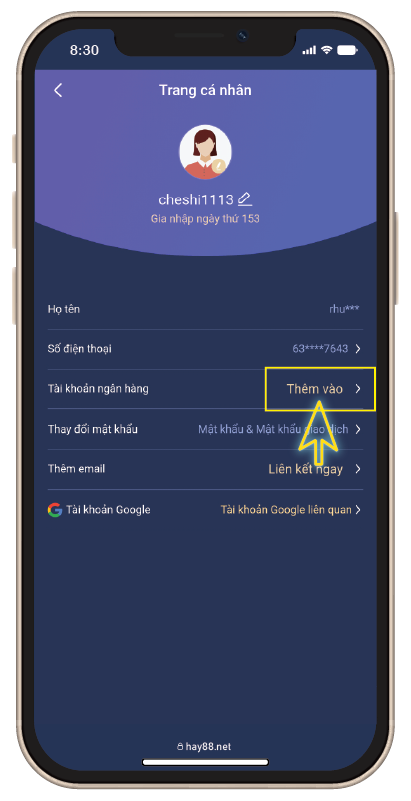 8:30
Trang cá nhân
cheshi1113
Gia nhập ngày thứ 153
Họ tên rhu***
Số điện thoại 63****7643
Tài khoản ngân hàng Thêm vào
Thay đổi mật khẩu Mật khẩu & Mật khẩu giao dịch
Thêm email Liên kết ngay
Tài khoản Google Tài khoản Google liên quan
hay88.net